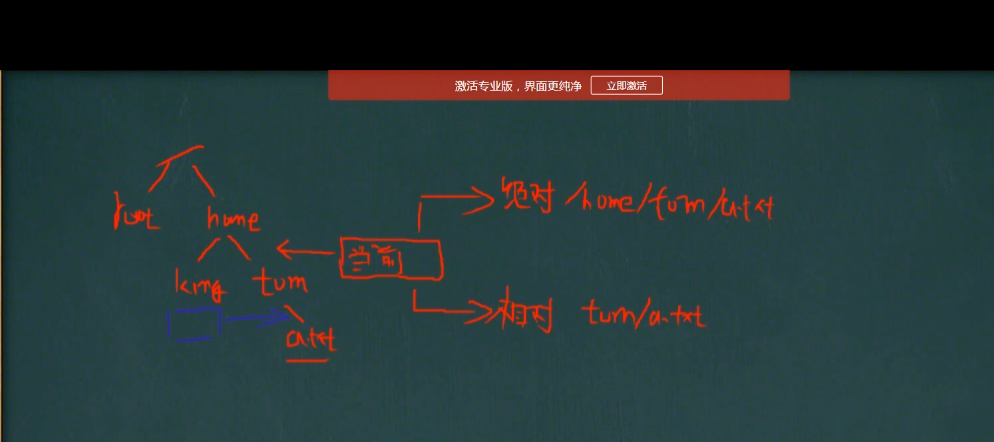 激活专业版，界面更纯净 立即激活
/
root home
king tom
a.txt
当前
绝对 /home/tom/a.txt
相对 tom/a.txt